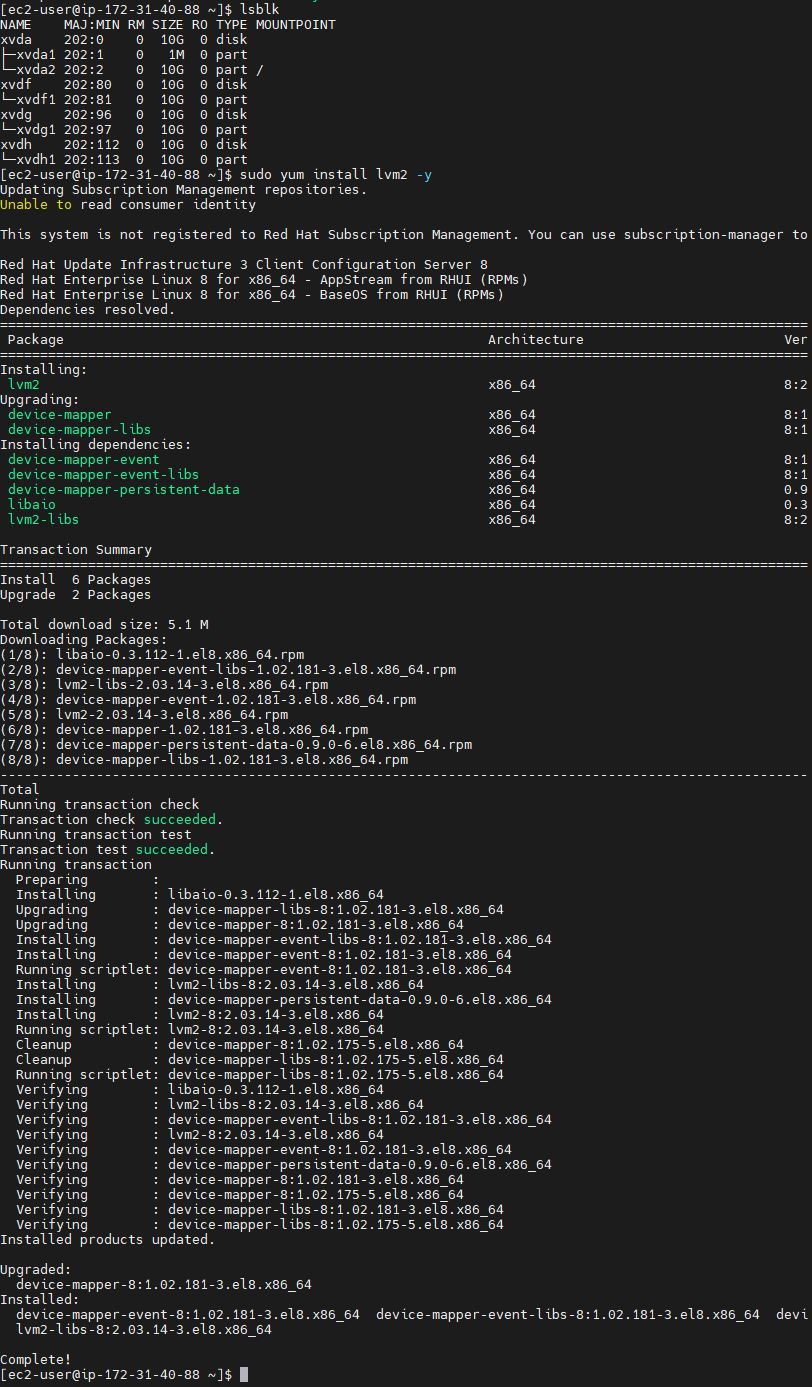 [ec2-user@ip-172-31-40-88 ~]$ lsblk
NAME    MAJ:MIN RM SIZE RO TYPE MOUNTPOINT
xvda    202:0    0  10G  0 disk
├─xvda1 202:1    0   1M  0 part
└─xvda2 202:2    0  10G  0 part /
xvdf    202:80   0  10G  0 disk
└─xvdf1 202:81   0  10G  0 part
xvdg    202:96   0  10G  0 disk
└─xvdg1 202:97   0  10G  0 part
xvdh    202:112  0  10G  0 disk
└─xvdh1 202:113  0  10G  0 part
[ec2-user@ip-172-31-40-88 ~]$ sudo yum install lvm2 -y
Updating Subscription Management repositories.
Unable to read consumer identity

This system is not registered to Red Hat Subscription Management. You can use subscription-manager to

Red Hat Update Infrastructure 3 Client Configuration Server 8
Red Hat Enterprise Linux 8 for x86_64 - AppStream from RHUI (RPMs)
Red Hat Enterprise Linux 8 for x86_64 - BaseOS from RHUI (RPMs)
Dependencies resolved.
=====================================================================================================
 Package                                                     Architecture                         Ver
=====================================================================================================
Installing:
 lvm2                                                        x86_64                               8:2
Upgrading:
 device-mapper                                               x86_64                               8:1
 device-mapper-libs                                          x86_64                               8:1
Installing dependencies:
 device-mapper-event                                         x86_64                               8:1
 device-mapper-event-libs                                    x86_64                               8:1
 device-mapper-persistent-data                               x86_64                               0.9
 libaio                                                      x86_64                               0.3
 lvm2-libs                                                   x86_64                               8:2

Transaction Summary
=====================================================================================================
Install  6 Packages
Upgrade  2 Packages

Total download size: 5.1 M
Downloading Packages:
(1/8): libaio-0.3.112-1.el8.x86_64.rpm
(2/8): device-mapper-event-libs-1.02.181-3.el8.x86_64.rpm
(3/8): lvm2-libs-2.03.14-3.el8.x86_64.rpm
(4/8): device-mapper-event-1.02.181-3.el8.x86_64.rpm
(5/8): lvm2-2.03.14-3.el8.x86_64.rpm
(6/8): device-mapper-1.02.181-3.el8.x86_64.rpm
(7/8): device-mapper-persistent-data-0.9.0-6.el8.x86_64.rpm
(8/8): device-mapper-libs-1.02.181-3.el8.x86_64.rpm
-----------------------------------------------------------------------------------------------------
Total
Running transaction check
Transaction check succeeded.
Running transaction test
Transaction test succeeded.
Running transaction
  Preparing        :
  Installing       : libaio-0.3.112-1.el8.x86_64
  Upgrading        : device-mapper-libs-8:1.02.181-3.el8.x86_64
  Upgrading        : device-mapper-8:1.02.181-3.el8.x86_64
  Installing       : device-mapper-event-libs-8:1.02.181-3.el8.x86_64
  Installing       : device-mapper-event-8:1.02.181-3.el8.x86_64
  Running scriptlet: device-mapper-event-8:1.02.181-3.el8.x86_64
  Installing       : lvm2-libs-8:2.03.14-3.el8.x86_64
  Installing       : device-mapper-persistent-data-0.9.0-6.el8.x86_64
  Installing       : lvm2-8:2.03.14-3.el8.x86_64
  Running scriptlet: lvm2-8:2.03.14-3.el8.x86_64
  Cleanup          : device-mapper-8:1.02.175-5.el8.x86_64
  Cleanup          : device-mapper-libs-8:1.02.175-5.el8.x86_64
  Running scriptlet: device-mapper-libs-8:1.02.175-5.el8.x86_64
  Verifying        : libaio-0.3.112-1.el8.x86_64
  Verifying        : lvm2-libs-8:2.03.14-3.el8.x86_64
  Verifying        : device-mapper-event-libs-8:1.02.181-3.el8.x86_64
  Verifying        : lvm2-8:2.03.14-3.el8.x86_64
  Verifying        : device-mapper-event-8:1.02.181-3.el8.x86_64
  Verifying        : device-mapper-persistent-data-0.9.0-6.el8.x86_64
  Verifying        : device-mapper-8:1.02.181-3.el8.x86_64
  Verifying        : device-mapper-8:1.02.175-5.el8.x86_64
  Verifying        : device-mapper-libs-8:1.02.181-3.el8.x86_64
  Verifying        : device-mapper-libs-8:1.02.175-5.el8.x86_64
Installed products updated.

Upgraded:
  device-mapper-8:1.02.181-3.el8.x86_64
Installed:
  device-mapper-event-8:1.02.181-3.el8.x86_64  device-mapper-event-libs-8:1.02.181-3.el8.x86_64  devi
  lvm2-libs-8:2.03.14-3.el8.x86_64

Complete!
[ec2-user@ip-172-31-40-88 ~]$